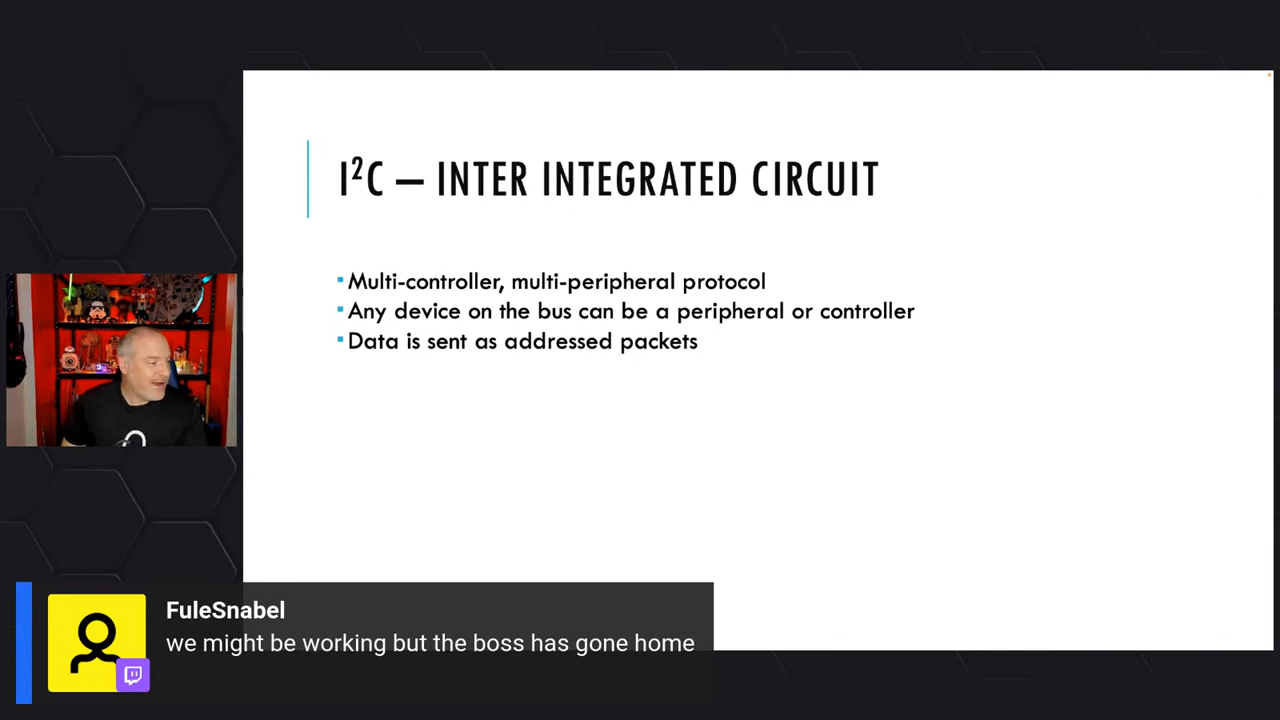 I²C – INTER INTEGRATED CIRCUIT
Multi-controller, multi-peripheral protocol
Any device on the bus can be a peripheral or controller
Data is sent as addressed packets
FuleSnabel
we might be working but the boss has gone home